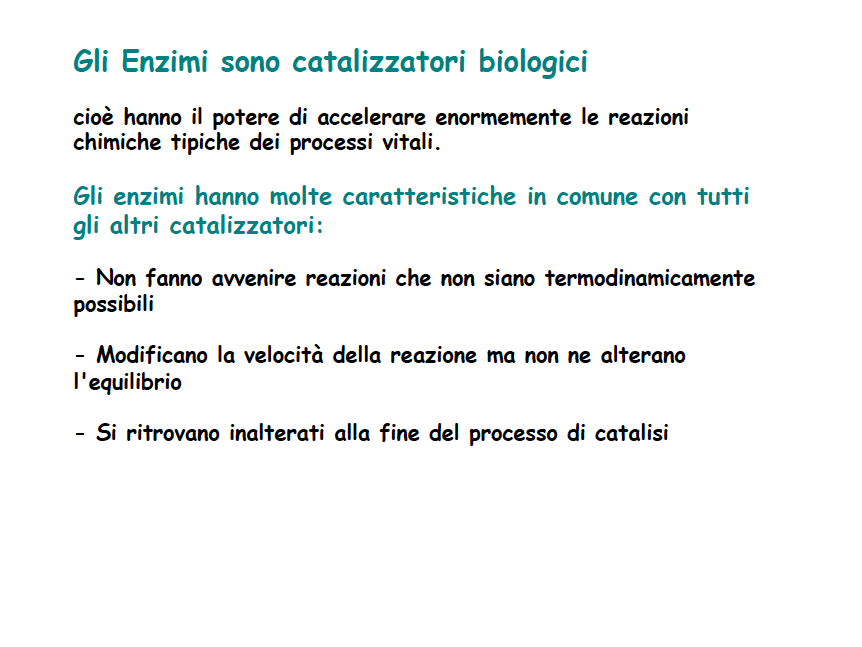 Gli Enzimi sono catalizzatori biologici
cioè hanno il potere di accelerare enormemente le reazioni
chimiche tipiche dei processi vitali.
Gli enzimi hanno molte caratteristiche in comune con tutti
gli altri catalizzatori:
- Non fanno avvenire reazioni che non siano termodinamicamente
possibili
- Modificano la velocità della reazione ma non ne alterano
l'equilibrio
- Si ritrovano inalterati alla fine del processo di catalisi